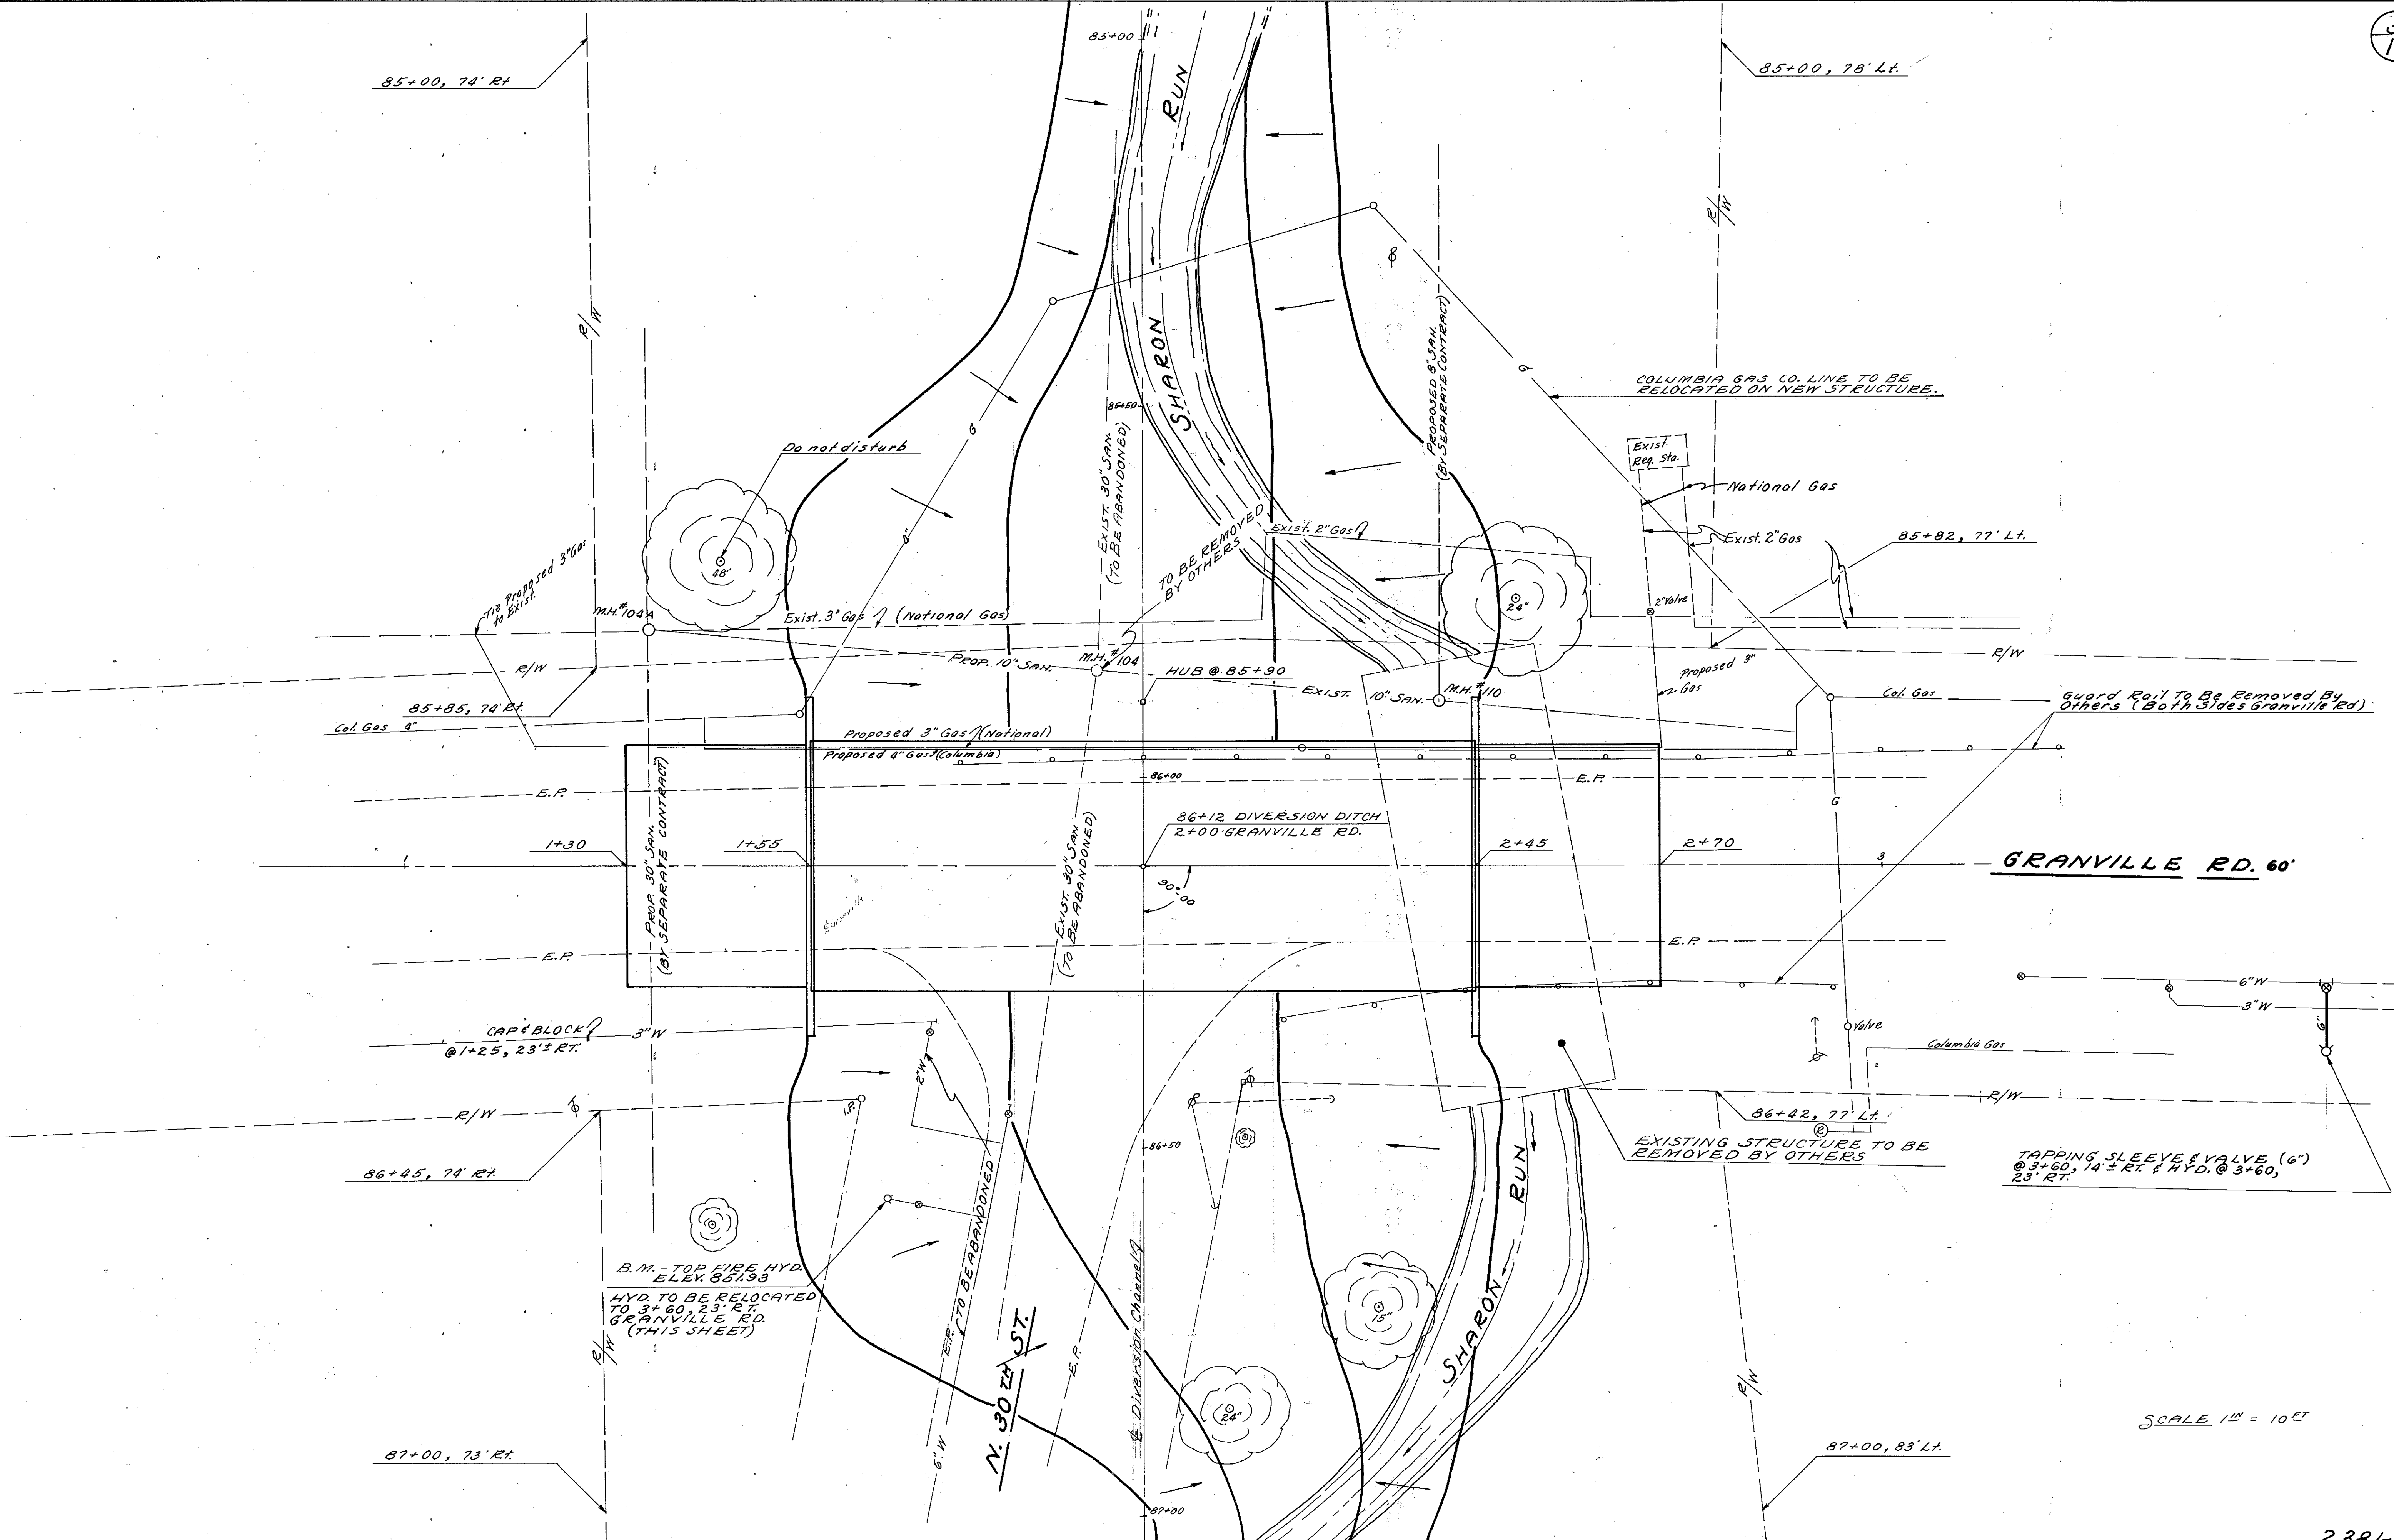 85+00
85+00, 74' Rt
85+00, 78' Lt.
RUN
SHARON
R/W
R/W
PROPOSED 8" SAN.
(BY SEPARATE CONTRACT)
COLUMBIA GAS CO. LINE TO BE
RELOCATED ON NEW STRUCTURE.
85+50
G
G
4"
Do not disturb
EXIST. 30" SAN.
(TO BE ABANDONED)
Exist.
Reg. Sta.
National Gas
Exist. 2" Gas
85+82, 77' Lt.
TO BE REMOVED
BY OTHERS
Exist. 2" Gas
48"
24"
2" Valve
Tie Proposed 3" Gas
to Exist.
M.H.#104A
Exist. 3" Gas (National Gas)
R/W
PROP. 10" SAN.
M.H.#104
HUB @ 85+90
EXIST. 10" SAN.
M.H.#110
Proposed 3"
Gas
R/W
Col. Gas
85+85, 74' Rt.
Col. Gas 4"
Guard Rail To Be Removed By
Others (Both Sides Granville Rd)
Proposed 3" Gas (National)
Proposed 4" Gas (Columbia)
86+00
E.P.
E.P.
G
PROP. 30" SAN.
(BY SEPARATE CONTRACT)
EXIST. 30" SAN
(TO BE ABANDONED)
86+12 DIVERSION DITCH
2+00 GRANVILLE RD.
1+30
1+55
2+45
2+70
1
3
GRANVILLE RD. 60'
90°-00
℄ Granville
E.P.
E.P.
6" W
3" W
6"
CAP & BLOCK
@ 1+25, 23'± RT.
3" W
2" W
Valve
Columbia Gas
R/W
I.P.
R/W
86+42, 77' Lt.
86+50
EXISTING STRUCTURE TO BE
REMOVED BY OTHERS
86+45, 74' Rt.
TAPPING SLEEVE & VALVE (6")
@ 3+60, 14'± RT. & HYD. @ 3+60,
23' RT.
RUN
SHARON
B.M. - TOP FIRE HYD.
ELEV. 851.93
HYD. TO BE RELOCATED
TO 3+60, 23' RT.
GRANVILLE RD.
(THIS SHEET)
R/W
E.P.
(TO BE ABANDONED)
6" W
N. 30TH ST.
E.P.
℄ Diversion Channel
15"
24"
R/W
SCALE 1IN = 10FT
87+00, 73' Rt.
87+00, 83' Lt.
87+00